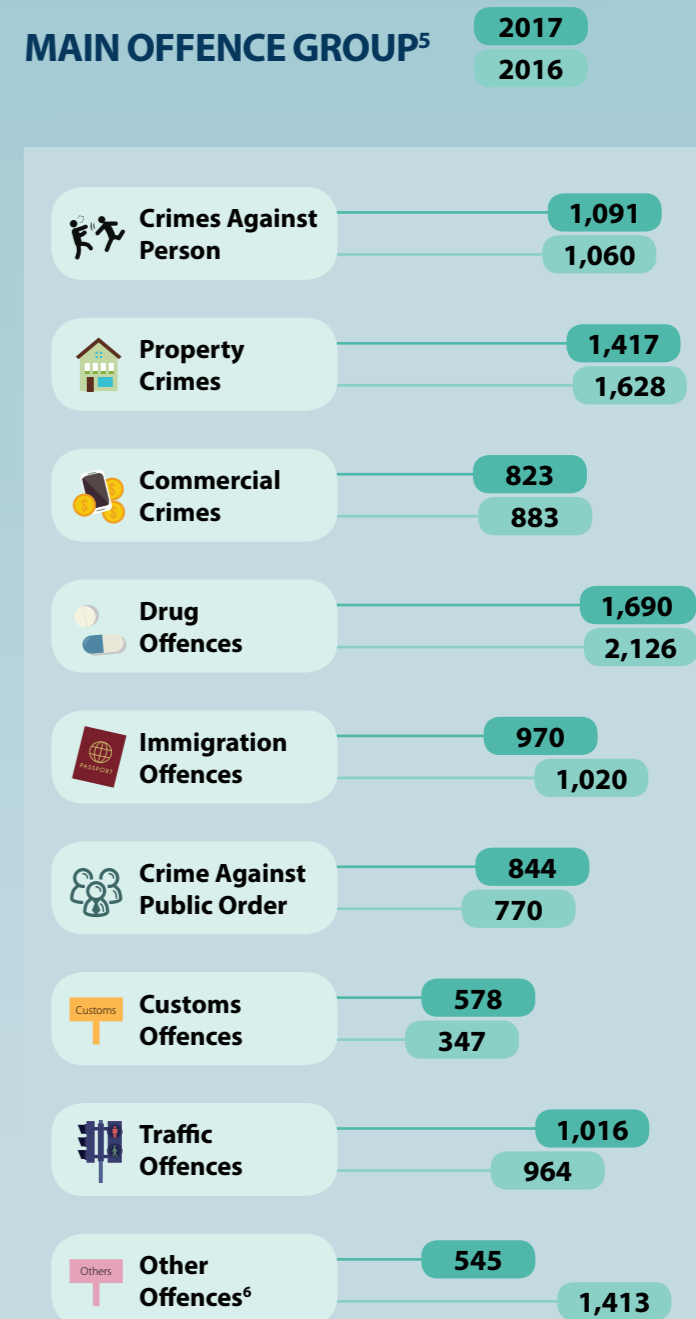 MAIN OFFENCE GROUP⁵
2017
2016
Crimes Against
Person
1,091
1,060
Property
Crimes
1,417
1,628
Commercial
Crimes
823
883
Drug
Offences
1,690
2,126
PASSPORT
Immigration
Offences
970
1,020
Crime Against
Public Order
844
770
Customs
Customs
Offences
578
347
Traffic
Offences
1,016
964
Others
Other
Offences⁶
545
1,413